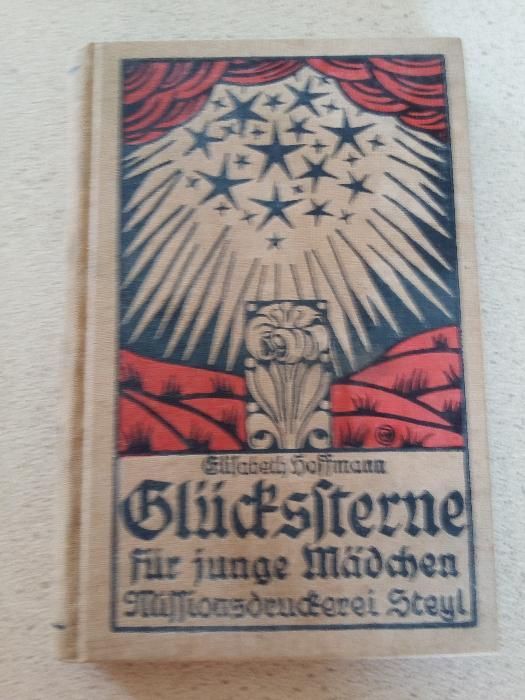 Elisabeth Hoffmann
Glücksſterne
für junge Mädchen
Miſſionsdruckerei Steyl